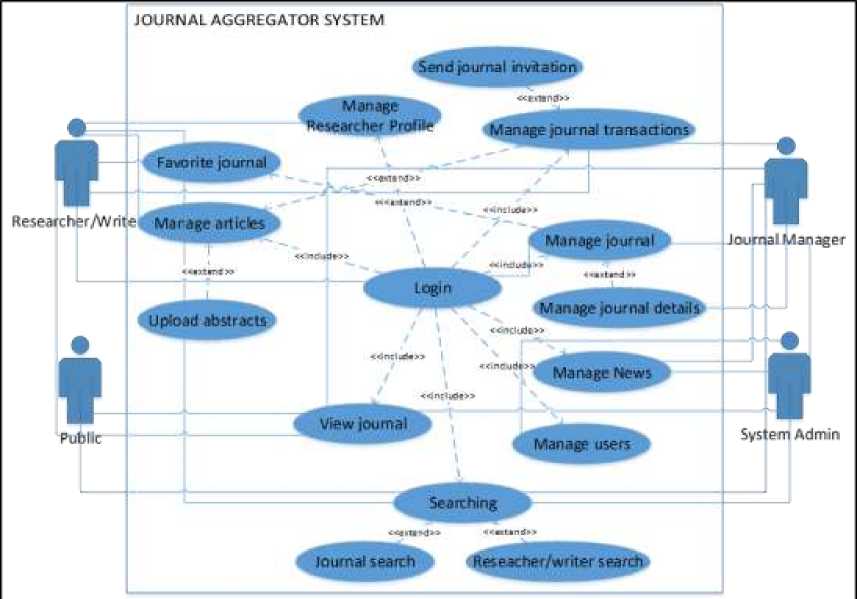 JOURNAL AGGREGATOR SYSTEM
Send journal invitation
<<extend>>
Manage
Researcher Profile
Manage journal transactions
Favorite journal
<<extend>>
<<extend>>
Researcher/Write
Manage articles
<<include>>
Manage journal
Journal Manager
<<include>>
<<include>>
<<extend>>
<<extend>>
Login
Manage journal details
Upload abstracts
<<include>>
<<include>>
<<include>>
Manage News
<<include>>
Public
View journal
Manage users
System Admin
Searching
<<extend>>
<<extend>>
Journal search
Reseacher/writer search